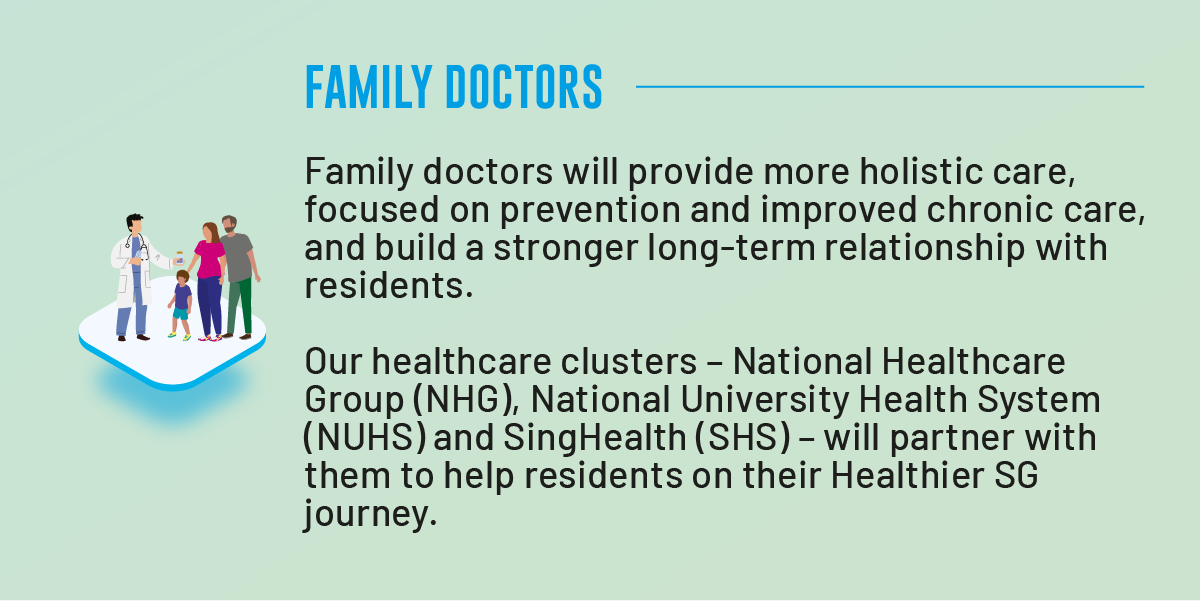 FAMILY DOCTORS
Family doctors will provide more holistic care,
focused on prevention and improved chronic care,
and build a stronger long-term relationship with
residents.
Our healthcare clusters – National Healthcare
Group (NHG), National University Health System
(NUHS) and SingHealth (SHS) – will partner with
them to help residents on their Healthier SG
journey.